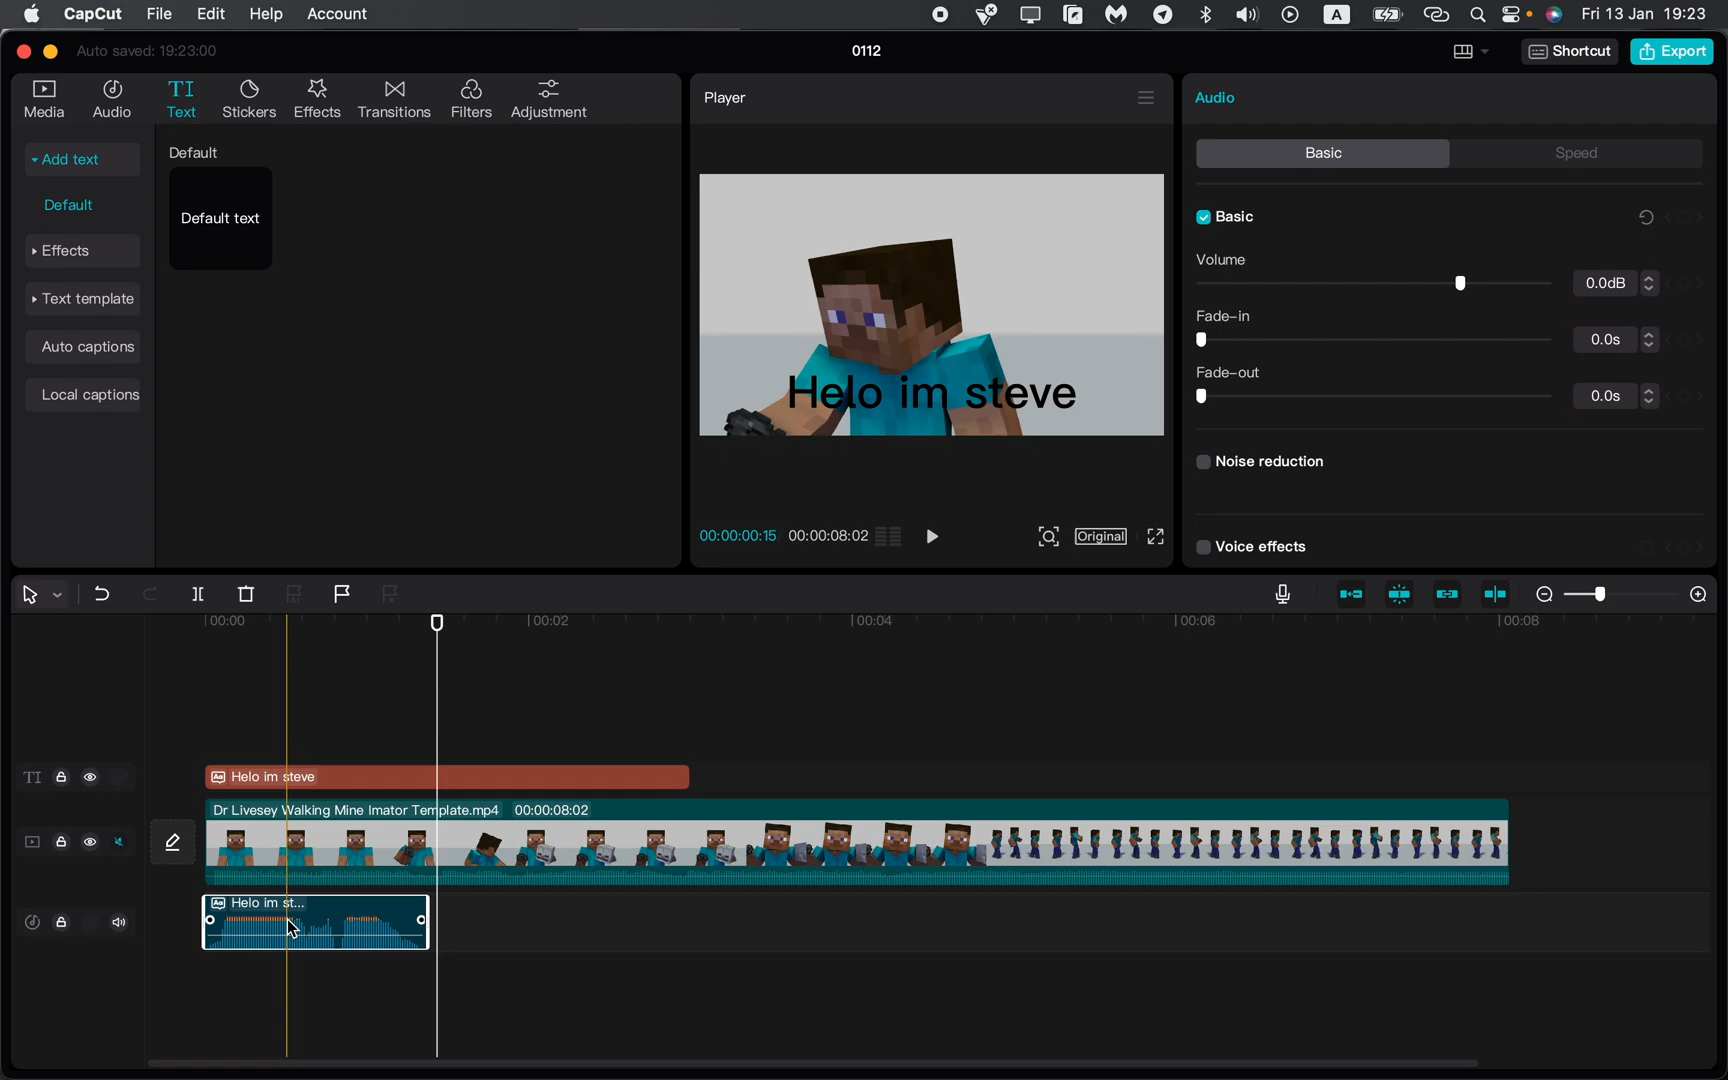 CapCut File Edit Help Account A Fri 13 Jan 19:23
Auto saved: 19:23:00 0112 Shortcut Export
Media Audio TI Text Stickers Effects Transitions Filters Adjustment
Add text
Default
Effects
Text template
Auto captions
Local captions
Default
Default text
Player
Helo im steve
00:00:00:15 00:00:08:02 Original
Audio
Basic Speed
Basic
Volume
0.0dB
Fade-in
0.0s
Fade-out
0.0s
Noise reduction
Voice effects
00:00 00:02 00:04 00:06 00:08
TI Aa Helo im steve
Dr Livesey Walking Mine Imator Template.mp4 00:00:08:02
Aa Helo im st...